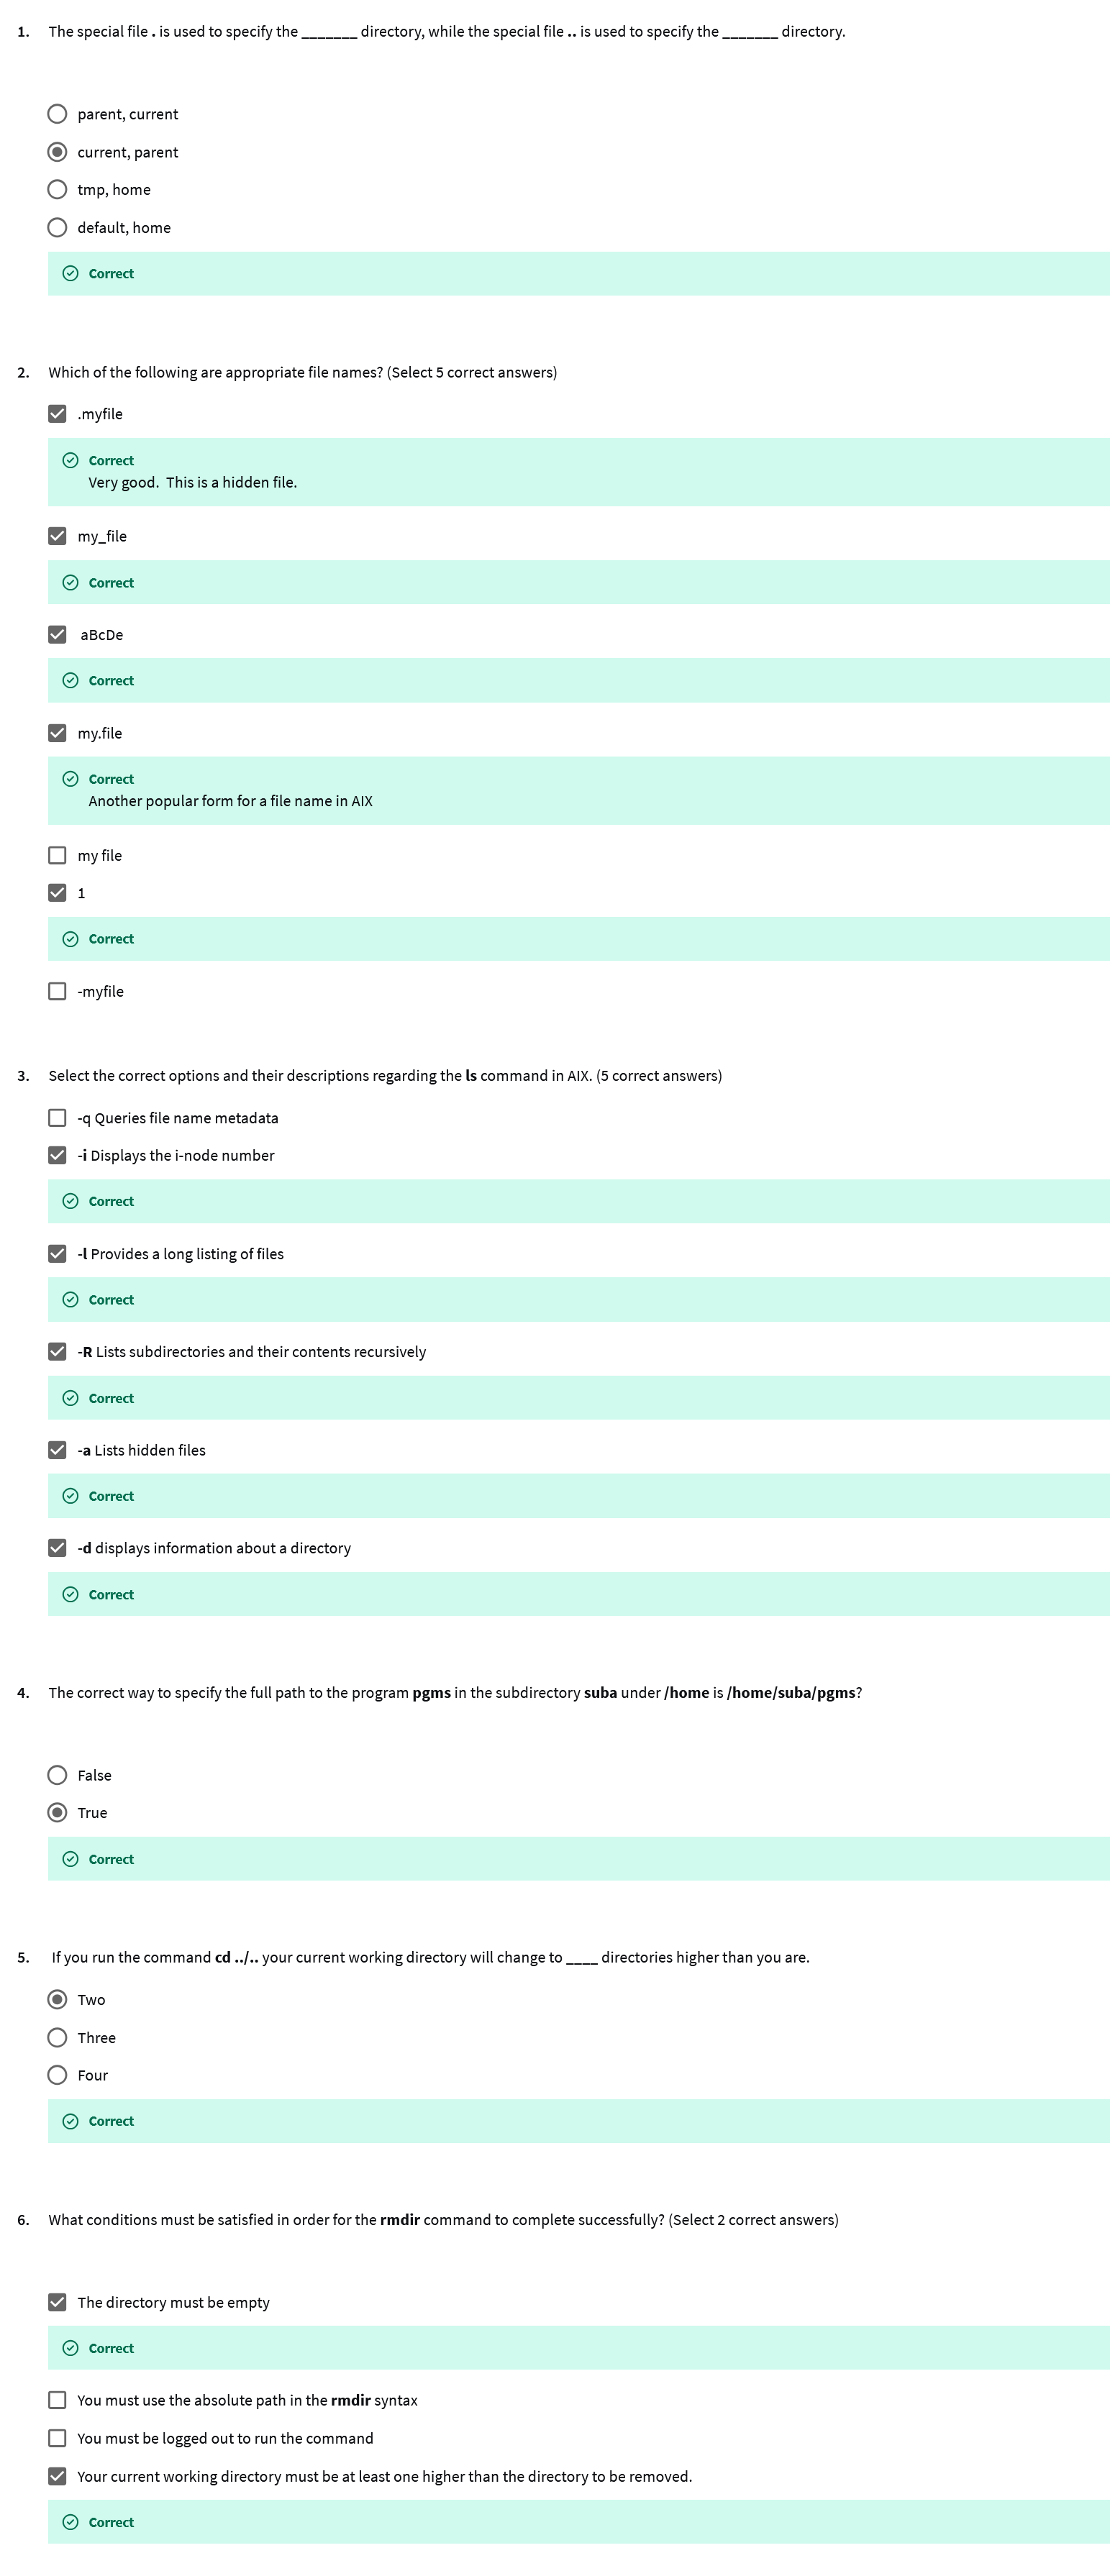 1. The special file . is used to specify the _______ directory, while the special file .. is used to specify the _______ directory.
parent, current
current, parent
tmp, home
default, home
Correct
2. Which of the following are appropriate file names? (Select 5 correct answers)
.myfile
Correct
Very good. This is a hidden file.
my_file
Correct
aBcDe
Correct
my.file
Correct
Another popular form for a file name in AIX
my file
1
Correct
-myfile
3. Select the correct options and their descriptions regarding the ls command in AIX. (5 correct answers)
-q Queries file name metadata
-i Displays the i-node number
Correct
-l Provides a long listing of files
Correct
-R Lists subdirectories and their contents recursively
Correct
-a Lists hidden files
Correct
-d displays information about a directory
Correct
4. The correct way to specify the full path to the program pgms in the subdirectory suba under /home is /home/suba/pgms?
False
True
Correct
5. If you run the command cd ../.. your current working directory will change to ____ directories higher than you are.
Two
Three
Four
Correct
6. What conditions must be satisfied in order for the rmdir command to complete successfully? (Select 2 correct answers)
The directory must be empty
Correct
You must use the absolute path in the rmdir syntax
You must be logged out to run the command
Your current working directory must be at least one higher than the directory to be removed.
Correct